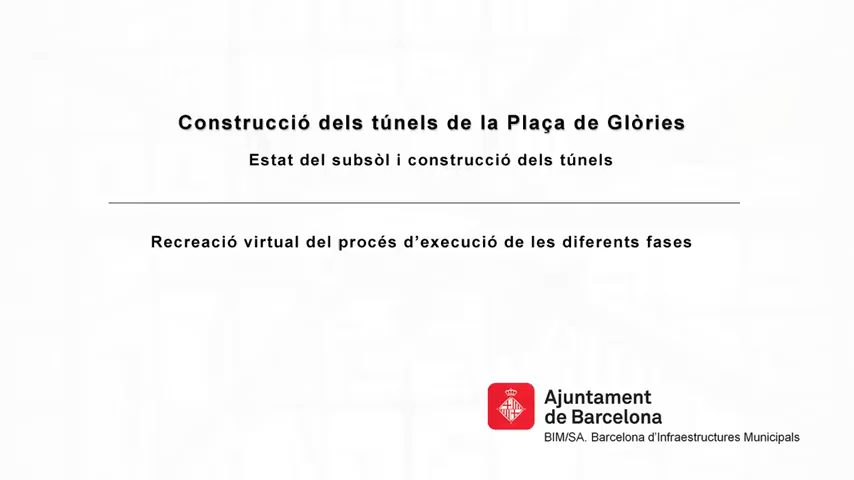 Construcció dels túnels de la Plaça de Glòries
Estat del subsòl i construcció dels túnels
Recreació virtual del procés d'execució de les diferents fases
Ajuntament
de Barcelona
BIM/SA. Barcelona d'Infraestructures Municipals